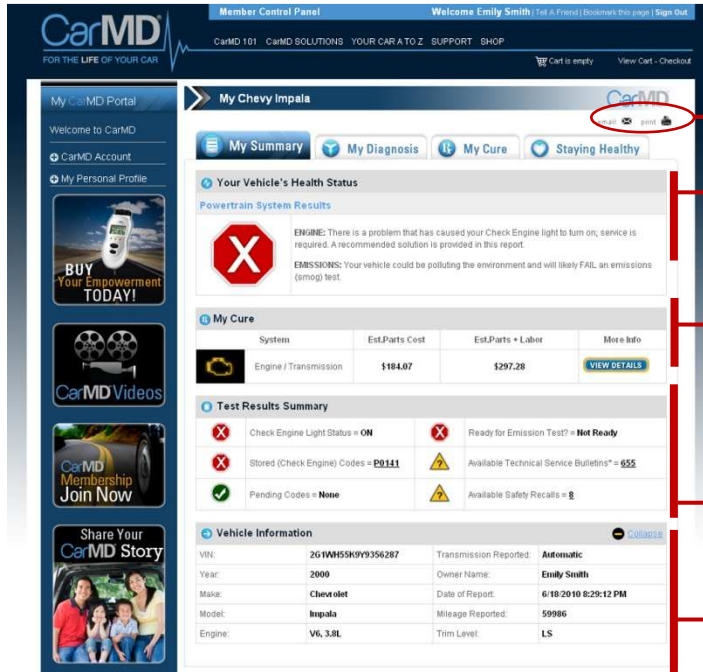 Member Control Panel
Welcome Emily Smith | Tell A Friend | Bookmark this page | Sign Out
CarMD
FOR THE LIFE OF YOUR CAR
CarMD 101 CarMD SOLUTIONS YOUR CAR A TO Z SUPPORT SHOP
Cart is empty View Cart - Checkout
My CarMD Portal
Welcome to CarMD
CarMD Account
My Personal Profile
BUY
Your Empowerment
TODAY!
CarMD Videos
CarMD
Membership
Join Now
Share Your
CarMD Story
My Chevy Impala
CarMD
email print
My Summary My Diagnosis My Cure Staying Healthy
Your Vehicle's Health Status
Powertrain System Results
X
ENGINE: There is a problem that has caused your Check Engine light to turn on; service is
required. A recommended solution is provided in this report.
EMISSIONS: Your vehicle could be polluting the environment and will likely FAIL an emissions
(smog) test.
My Cure
System Est.Parts Cost Est.Parts + Labor More Info
Engine / Transmission $184.07 $297.28 VIEW DETAILS
Test Results Summary
Check Engine Light Status = ON Ready for Emission Test? = Not Ready
Stored (Check Engine) Codes = P0141 Available Technical Service Bulletins* = 655
Pending Codes = None Available Safety Recalls = 8
Vehicle Information Collapse
VIN: 2G1WH55K9Y9356287 Transmission Reported: Automatic
Year: 2000 Owner Name: Emily Smith
Make: Chevrolet Date of Report: 6/18/2010 8:29:12 PM
Model: Impala Mileage Reported: 59986
Engine: V6, 3.8L Trim Level: LS